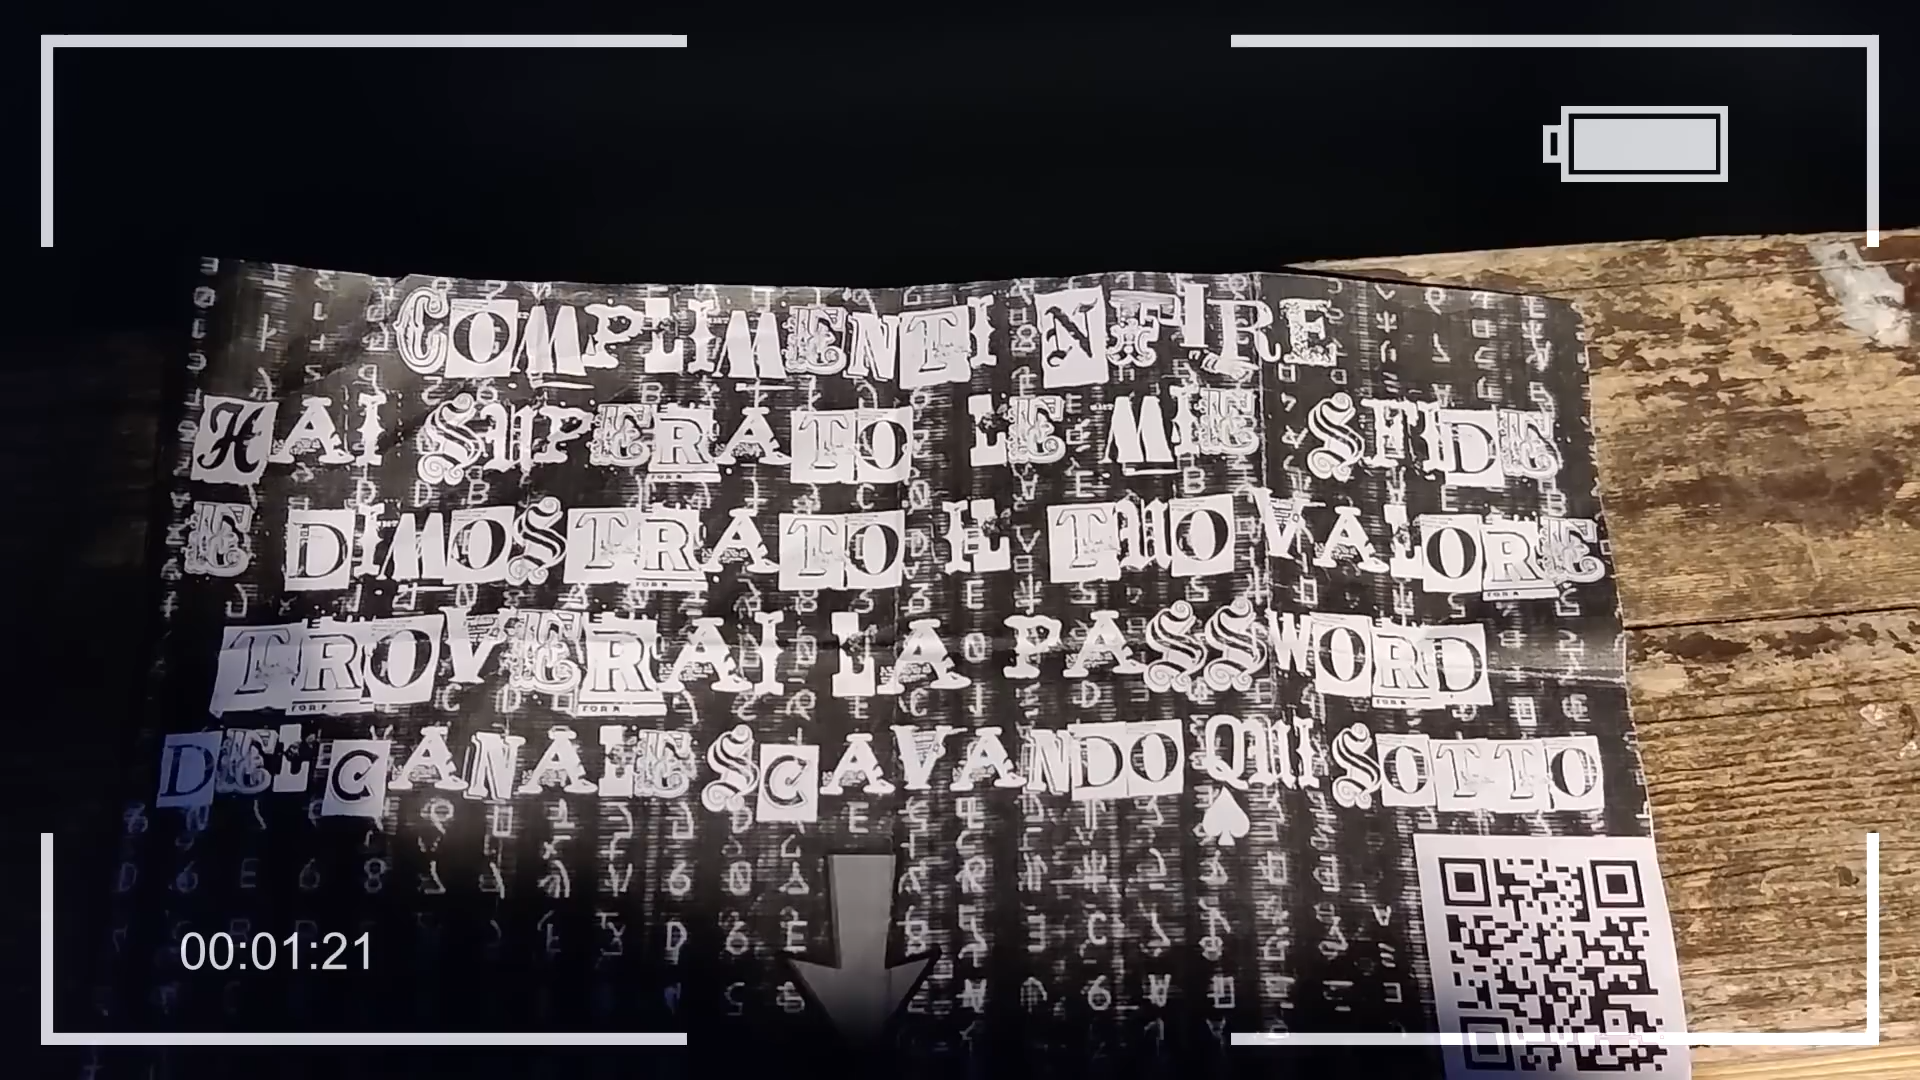 COMPLIMENTI NFIRE
HAI SUPERATO LE MIE SFIDE
E DIMOSTRATO IL TUO VALORE
TROVERAI LA PASSWORD
DEL CANALE SCAVANDO QUI SOTTO
00:01:21